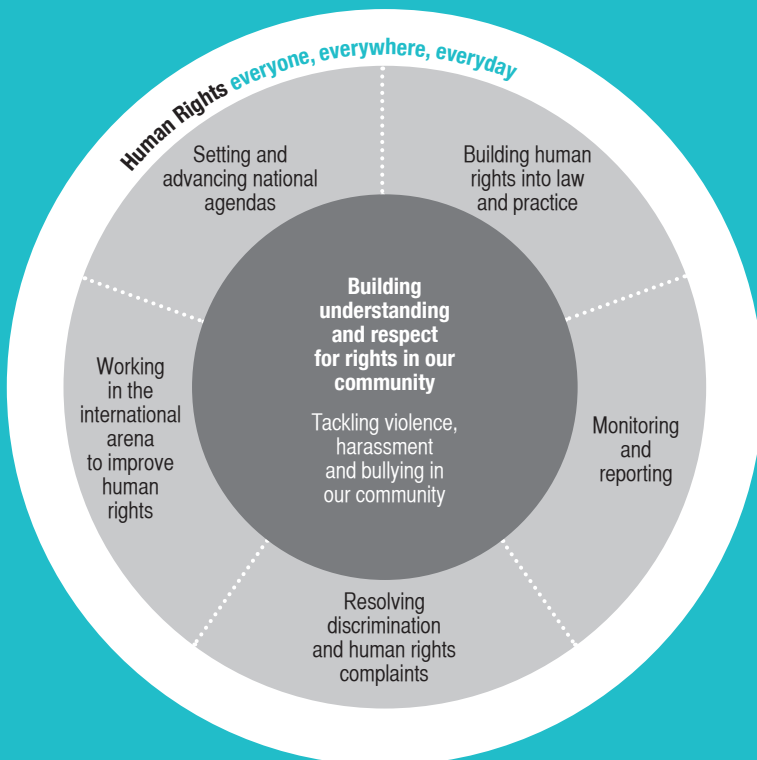 Human Rights everyone, everywhere, everyday
Setting and
advancing national
agendas
Building human
rights into law
and practice
Building
understanding
and respect
for rights in our
community
Tackling violence,
harassment
and bullying in
our community
Working
in the
international
arena
to improve
human
rights
Monitoring
and
reporting
Resolving
discrimination
and human rights
complaints